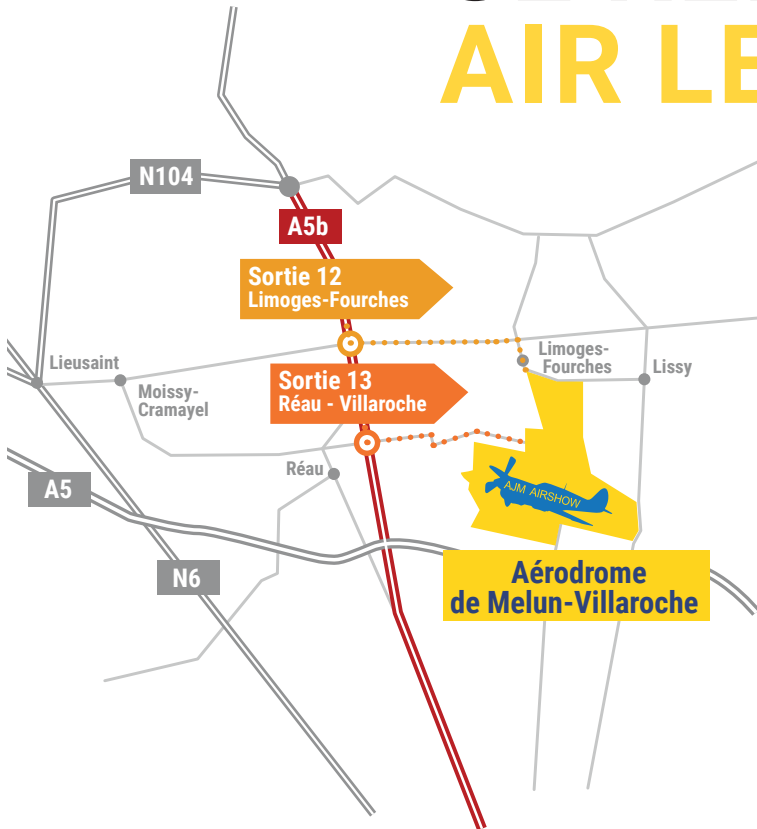 AIR LE
N104
A5b
Sortie 12
Limoges-Fourches
Lieusaint
Moissy-
Cramayel
Limoges-
Fourches
Lissy
Sortie 13
Réau - Villaroche
Réau
A5
AJM AIRSHOW
N6
Aérodrome
de Melun-Villaroche